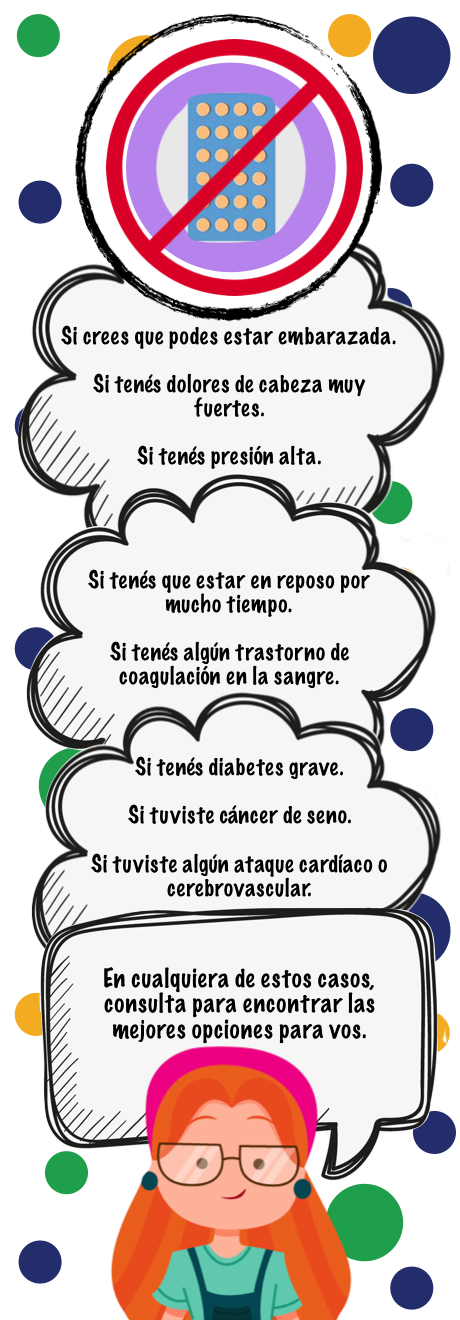 Si crees que podes estar embarazada.
Si tenés dolores de cabeza muy
fuertes.
Si tenés presión alta.
Si tenés que estar en reposo por
mucho tiempo.
Si tenés algún trastorno de
coagulación en la sangre.
Si tenés diabetes grave.
Si tuviste cáncer de seno.
Si tuviste algún ataque cardíaco o
cerebrovascular.
En cualquiera de estos casos,
consulta para encontrar las
mejores opciones para vos.